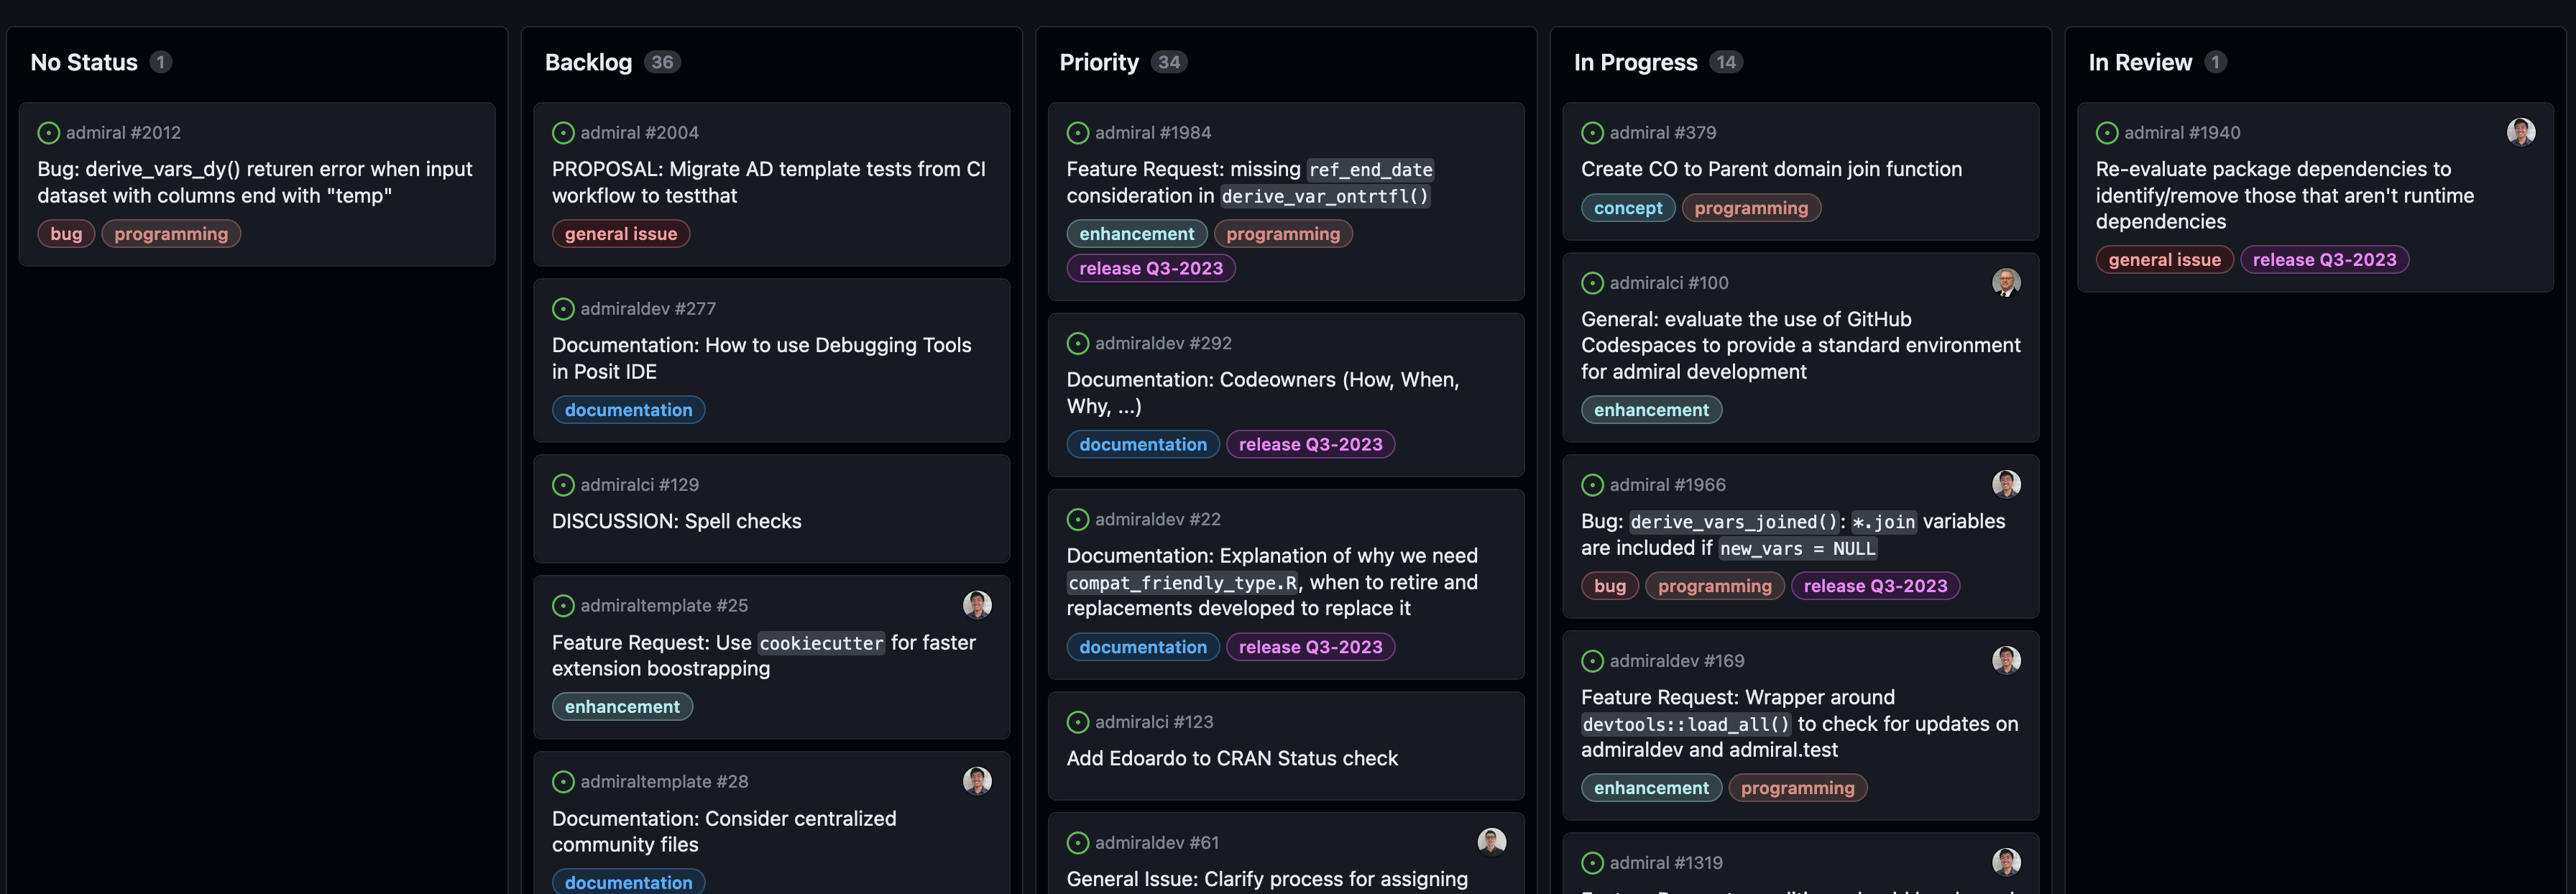 No Status 1
admiral #2012
Bug: derive_vars_dy() returen error when input
dataset with columns end with "temp"
bug programming
Backlog 36
admiral #2004
PROPOSAL: Migrate AD template tests from CI
workflow to testthat
general issue
admiraldev #277
Documentation: How to use Debugging Tools
in Posit IDE
documentation
admiralci #129
DISCUSSION: Spell checks
admiraltemplate #25
Feature Request: Use cookiecutter for faster
extension boostrapping
enhancement
admiraltemplate #28
Documentation: Consider centralized
community files
documentation
Priority 34
admiral #1984
Feature Request: missing ref_end_date
consideration in derive_var_ontrtfl()
enhancement programming
release Q3-2023
admiraldev #292
Documentation: Codeowners (How, When,
Why, ...)
documentation release Q3-2023
admiraldev #22
Documentation: Explanation of why we need
compat_friendly_type.R, when to retire and
replacements developed to replace it
documentation release Q3-2023
admiralci #123
Add Edoardo to CRAN Status check
admiraldev #61
General Issue: Clarify process for assigning
In Progress 14
admiral #379
Create CO to Parent domain join function
concept programming
admiralci #100
General: evaluate the use of GitHub
Codespaces to provide a standard environment
for admiral development
enhancement
admiral #1966
Bug: derive_vars_joined(): *.join variables
are included if new_vars = NULL
bug programming release Q3-2023
admiraldev #169
Feature Request: Wrapper around
devtools::load_all() to check for updates on
admiraldev and admiral.test
enhancement programming
admiral #1319
In Review 1
admiral #1940
Re-evaluate package dependencies to
identify/remove those that aren't runtime
dependencies
general issue release Q3-2023